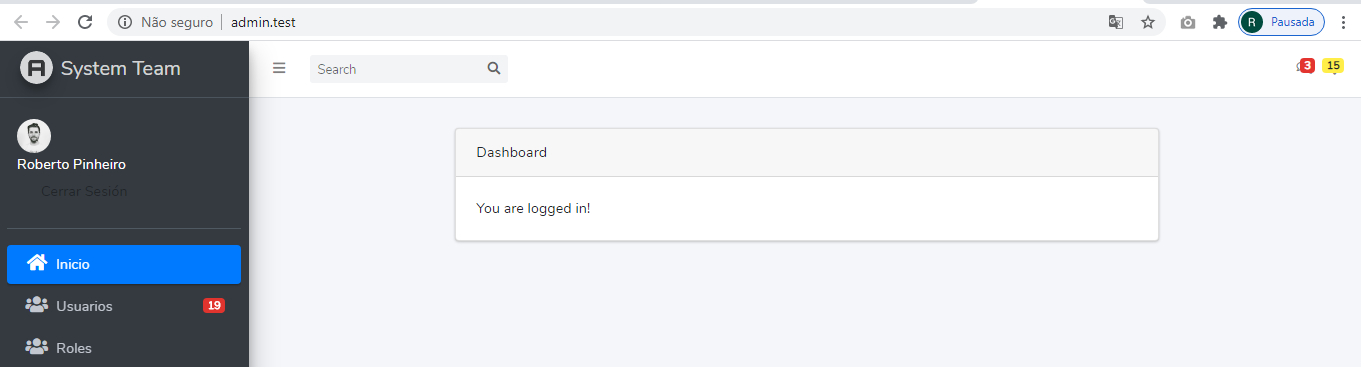 Não seguro admin.test R Pausada
System Team
Search
3 15
Roberto Pinheiro
Cerrar Sesión
Dashboard
You are logged in!
Inicio
Usuarios 19
Roles